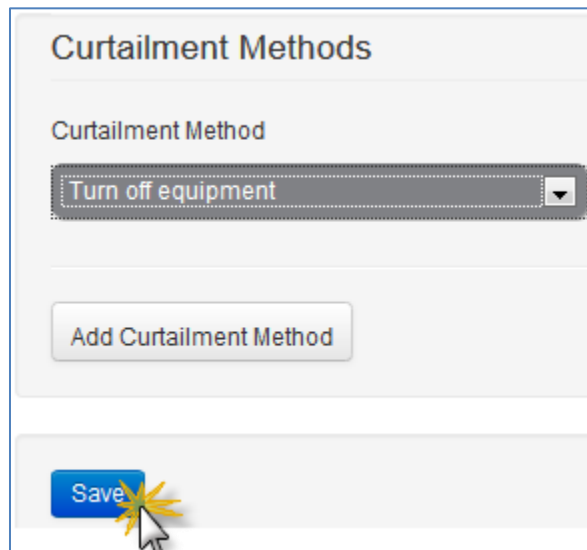 Curtailment Methods
Curtailment Method
Turn off equipment
Add Curtailment Method
Save